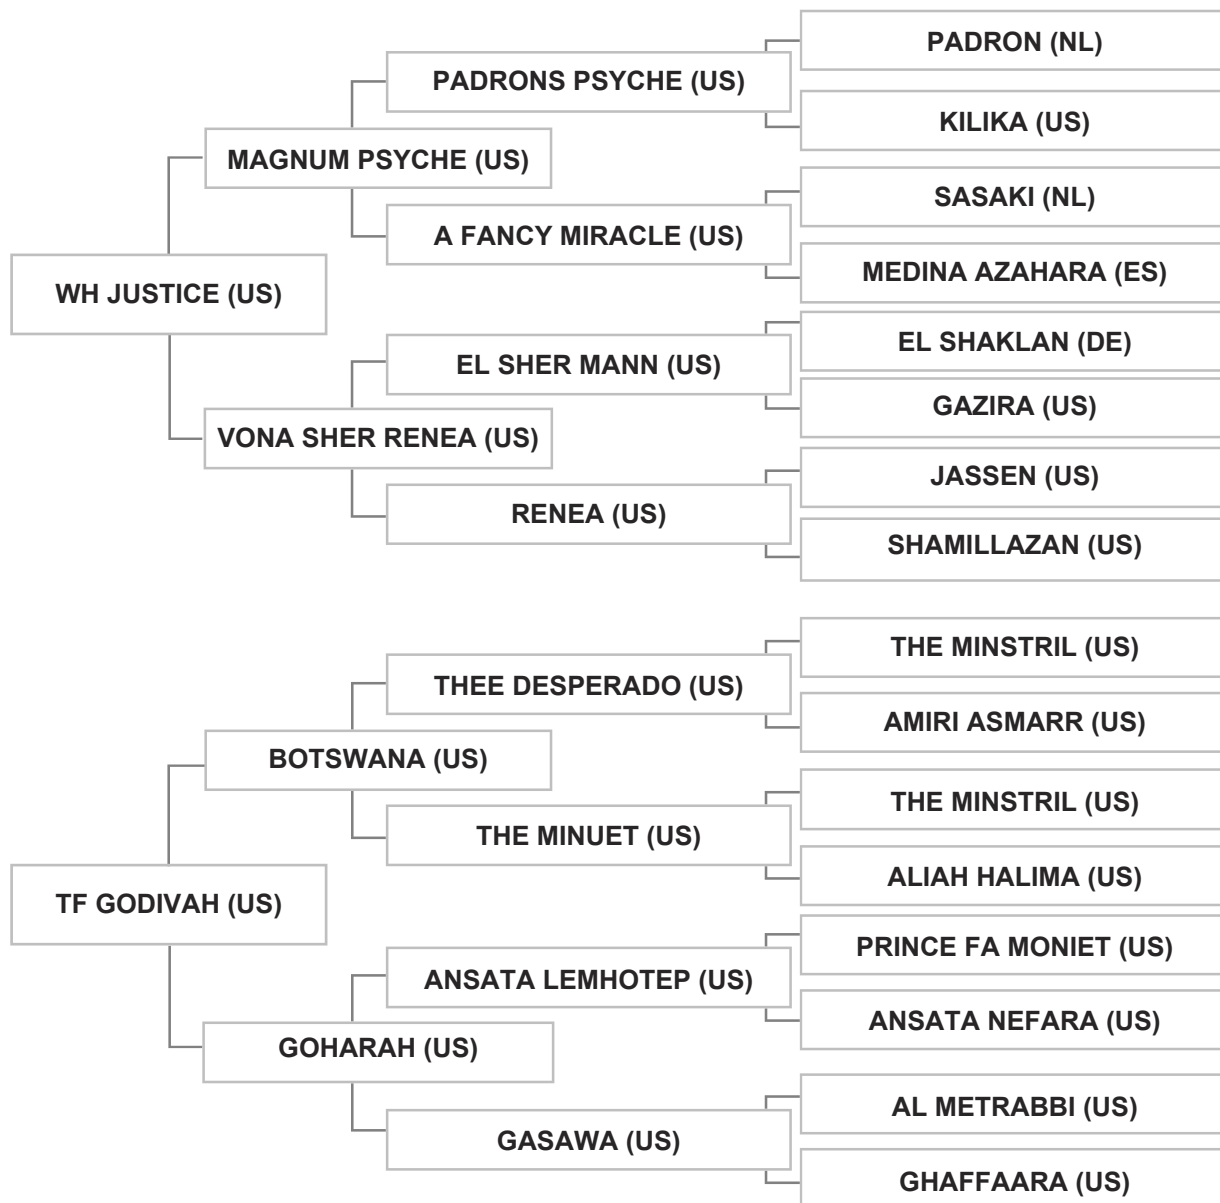 PADRON (NL)
PADRONS PSYCHE (US)
KILIKA (US)
MAGNUM PSYCHE (US)
SASAKI (NL)
A FANCY MIRACLE (US)
MEDINA AZAHARA (ES)
WH JUSTICE (US)
EL SHAKLAN (DE)
EL SHER MANN (US)
GAZIRA (US)
VONA SHER RENEA (US)
JASSEN (US)
RENEA (US)
SHAMILLAZAN (US)
THE MINSTRIL (US)
THEE DESPERADO (US)
AMIRI ASMARR (US)
BOTSWANA (US)
THE MINSTRIL (US)
THE MINUET (US)
ALIAH HALIMA (US)
TF GODIVAH (US)
PRINCE FA MONIET (US)
ANSATA LEMHOTEP (US)
ANSATA NEFARA (US)
GOHARAH (US)
AL METRABBI (US)
GASAWA (US)
GHAFFAARA (US)